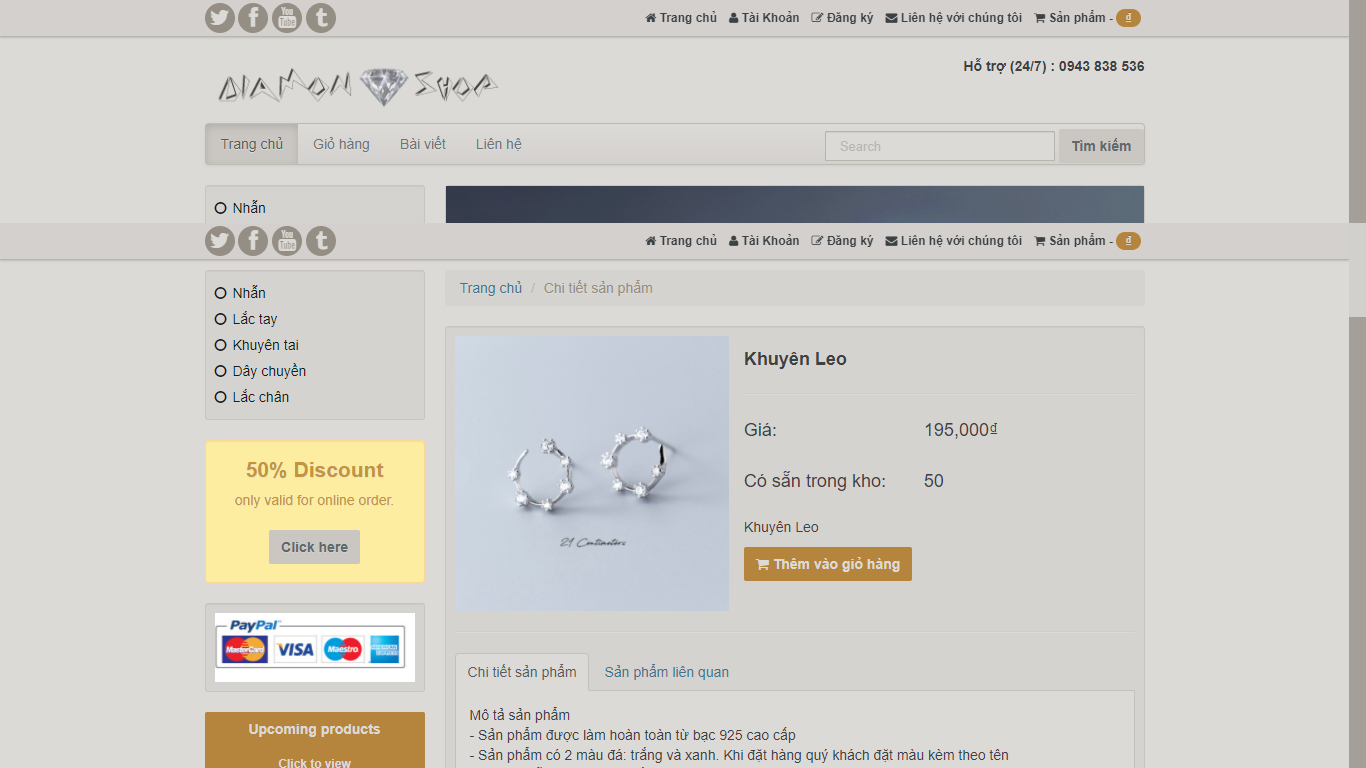 Trang chủ Tài Khoản Đăng ký Liên hệ với chúng tôi Sản phẩm - đ
DIAMON SHOP
Hỗ trợ (24/7) : 0943 838 536
Trang chủ Giỏ hàng Bài viết Liên hệ Search Tìm kiếm
Nhẫn
You Tube
Trang chủ Tài Khoản Đăng ký Liên hệ với chúng tôi Sản phẩm - đ
Nhẫn
Lắc tay
Khuyên tai
Dây chuyền
Lắc chân
50% Discount
only valid for online order.
Click here
PayPal
MasterCard VISA Maestro
Upcoming products
Click to view
Trang chủ / Chi tiết sản phẩm
21 Centimeters
Khuyên Leo
Giá: 195,000₫
Có sẵn trong kho: 50
Khuyên Leo
Thêm vào giỏ hàng
Chi tiết sản phẩm Sản phẩm liên quan
Mô tả sản phẩm
- Sản phẩm được làm hoàn toàn từ bạc 925 cao cấp
- Sản phẩm có 2 màu đá: trắng và xanh. Khi đặt hàng quý khách đặt màu kèm theo tên